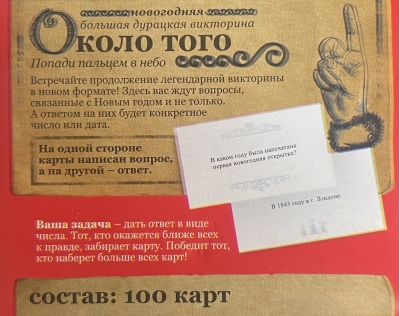 новогодняя
большая дурацкая викторина
Около того
Попади пальцем в небо
Встречайте продолжение легендарной викторины
в новом формате! Здесь вас ждут вопросы,
связанные с Новым годом и не только.
А ответом на них будет конкретное
число или дата.
На одной стороне
карты написан вопрос,
а на другой – ответ.
В каком году была напечатана
первая новогодняя открытка?
В 1843 году в г. Лондоне.
Ваша задача – дать ответ в виде
числа. Тот, кто окажется ближе всех
к правде, забирает карту. Победит тот,
кто наберет больше всех карт!
состав: 100 карт